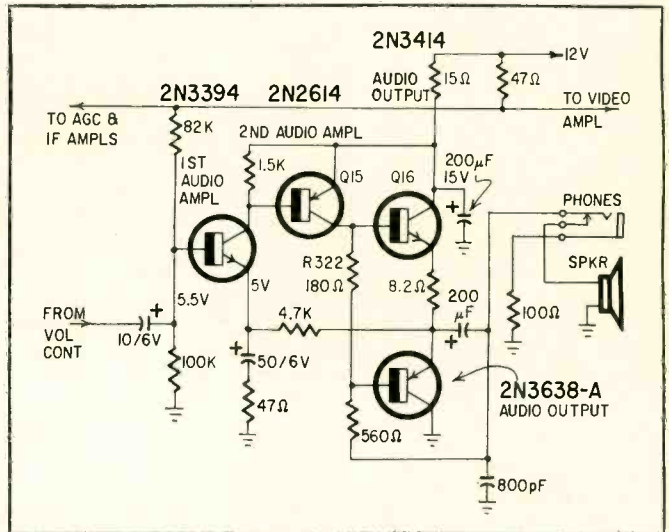 2N3414
12V
AUDIO
OUTPUT
15Ω
47Ω
2N3394
2N2614
TO AGC &
IF AMPLS
TO VIDEO
AMPL
82K
2ND AUDIO AMPL
1ST
AUDIO
AMPL
1.5K
Q15
Q16
200μF
15V
+
PHONES
5.5V
5V
R322
180Ω
8.2Ω
200
μF
+
SPKR
FROM
VOL
CONT
+
10/6V
4.7K
100Ω
+
50/6V
100K
47Ω
560Ω
2N3638-A
AUDIO OUTPUT
800pF